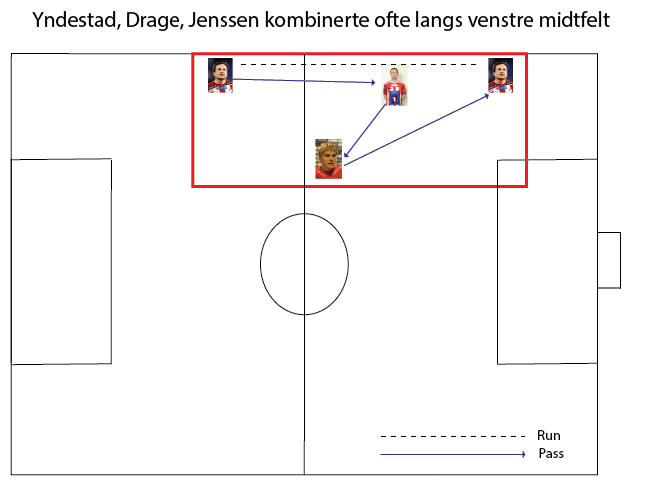 Yndestad, Drage, Jenssen kombinerte ofte langs venstre midtfelt
Run
Pass